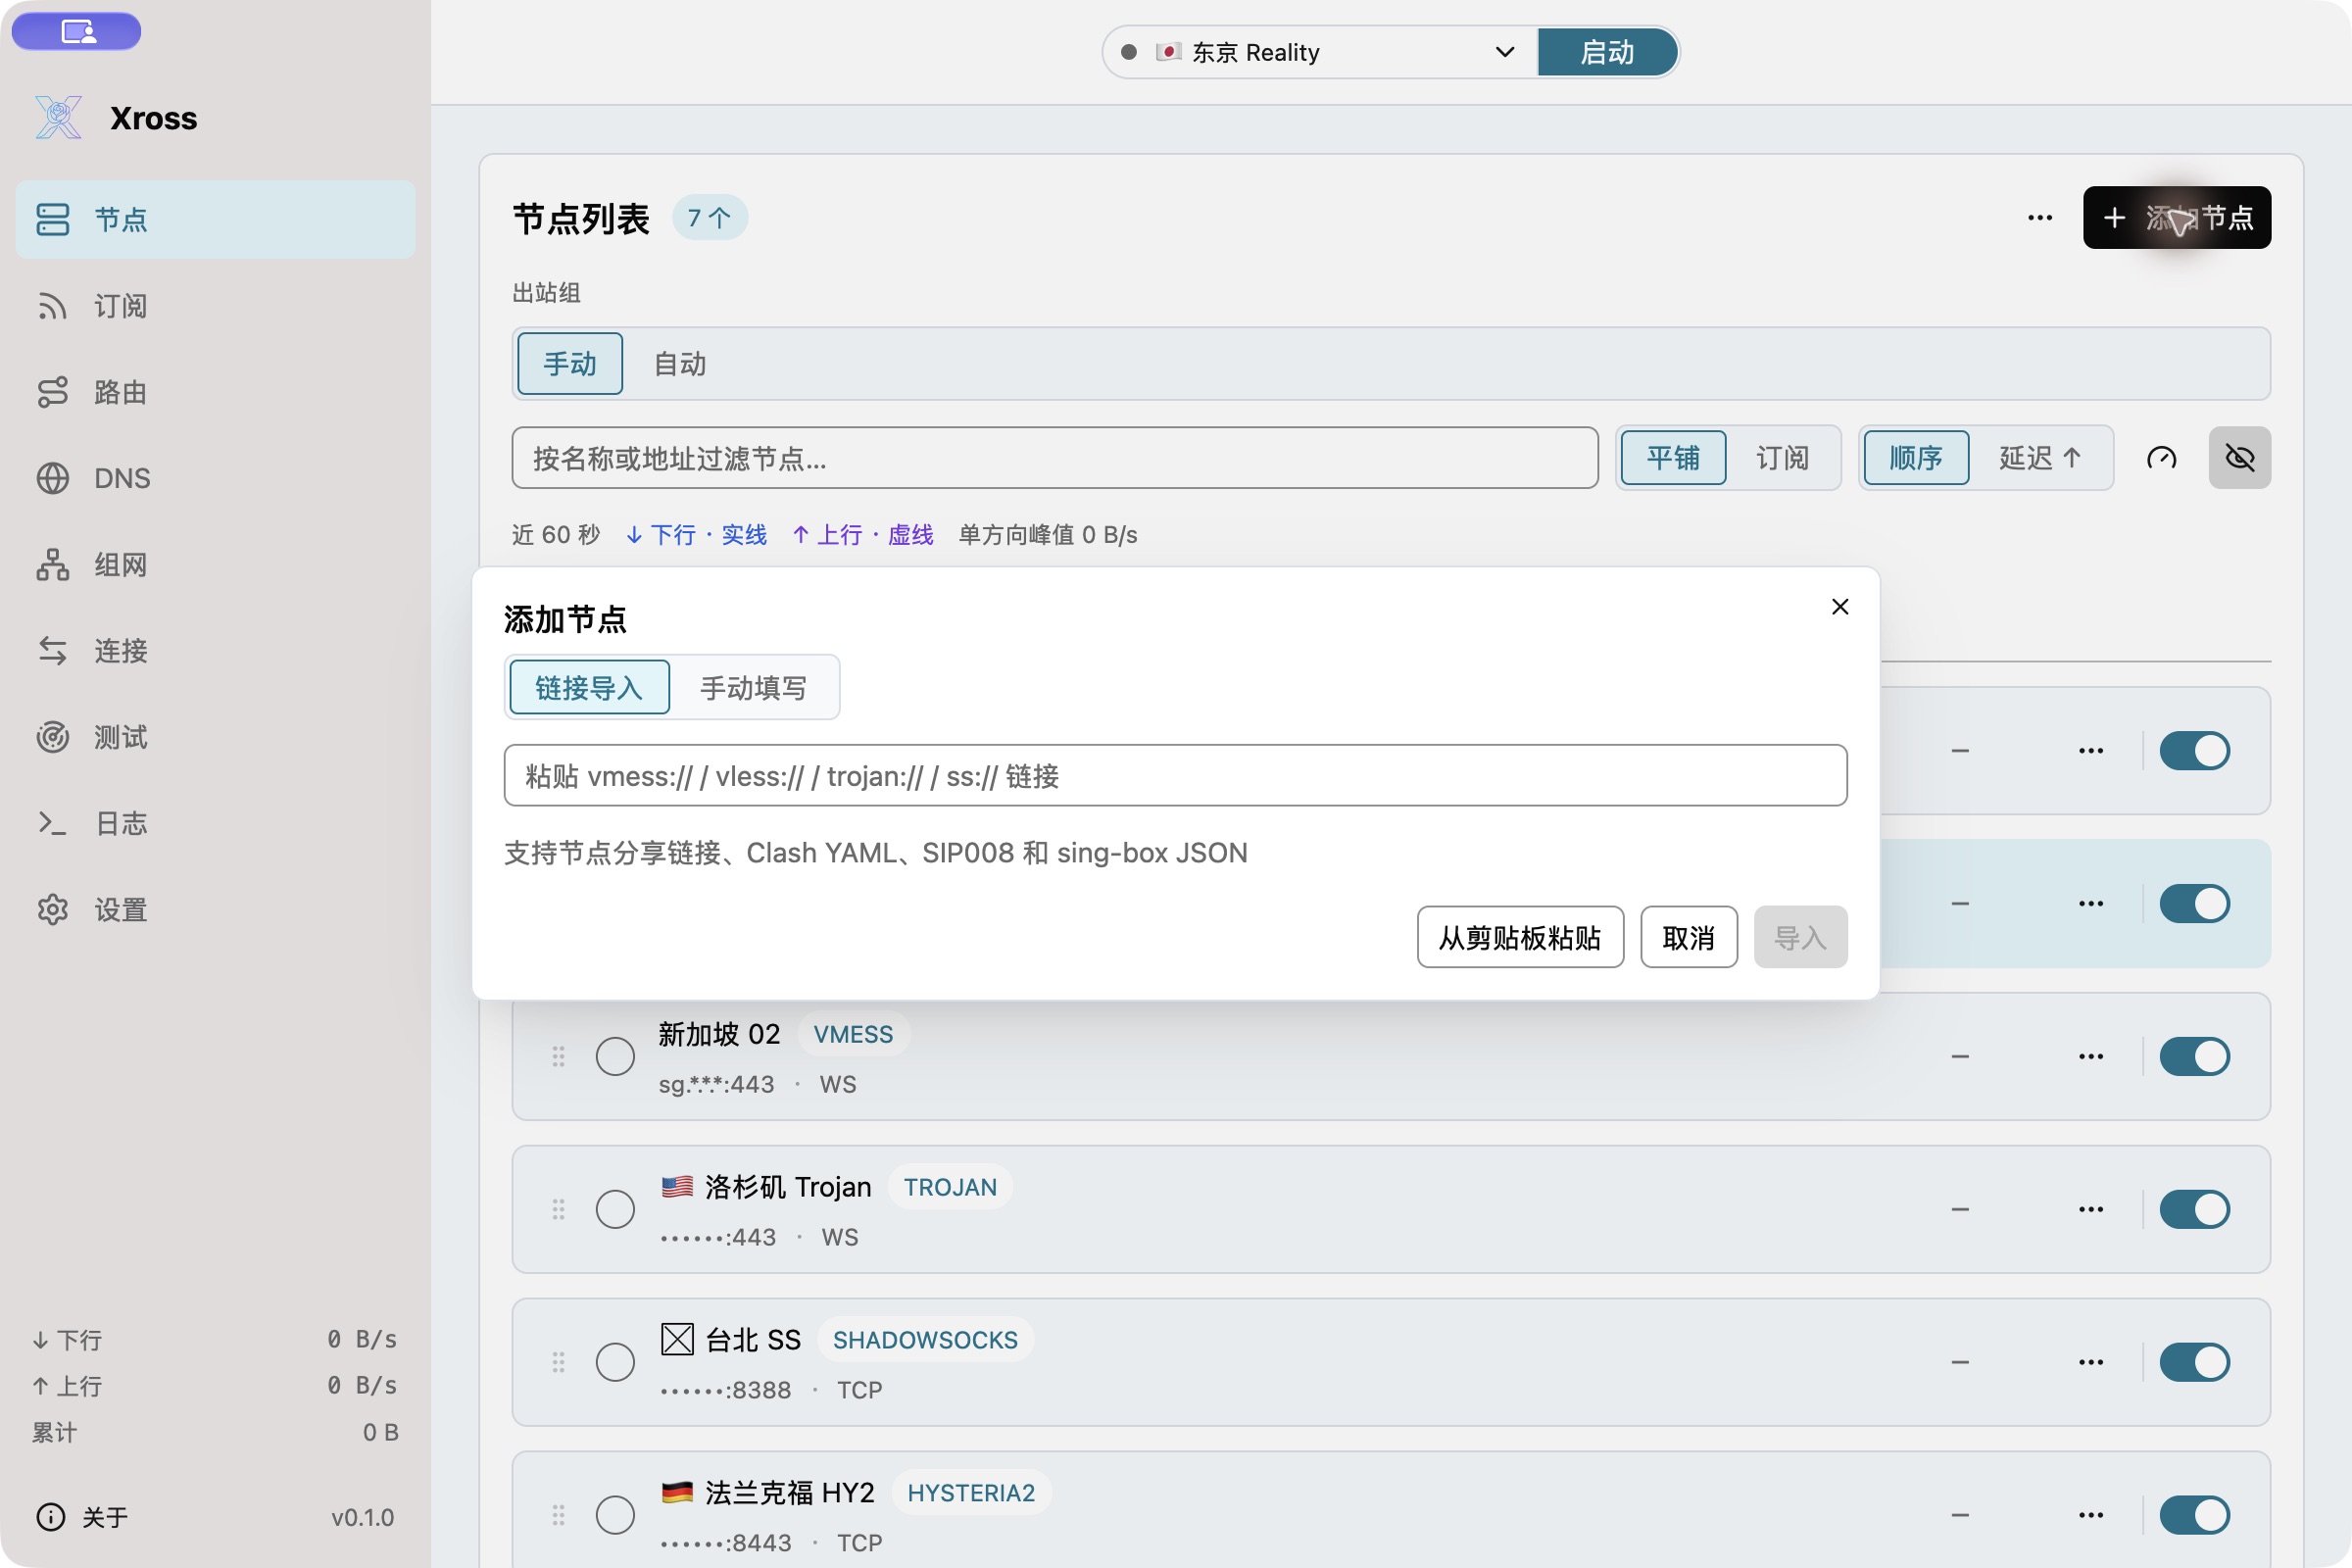 东京 Reality
启动
Xross
节点
订阅
路由
DNS
组网
连接
测试
日志
设置
↓ 下行 0 B/s
↑ 上行 0 B/s
累计 0 B
关于 v0.1.0
节点列表 7 个
+ 添加节点
出站组
手动 自动
按名称或地址过滤节点... 平铺 订阅 顺序 延迟 ↑
近 60 秒 ↓ 下行 · 实线 ↑ 上行 · 虚线 单方向峰值 0 B/s
添加节点
链接导入 手动填写
粘贴 vmess:// / vless:// / trojan:// / ss:// 链接
支持节点分享链接、Clash YAML、SIP008 和 sing-box JSON
从剪贴板粘贴 取消 导入
新加坡 02 VMESS
sg.***:443 · WS
🇺🇸 洛杉矶 Trojan TROJAN
••••••:443 · WS
台北 SS SHADOWSOCKS
••••••:8388 · TCP
🇩🇪 法兰克福 HY2 HYSTERIA2
••••••:8443 · TCP